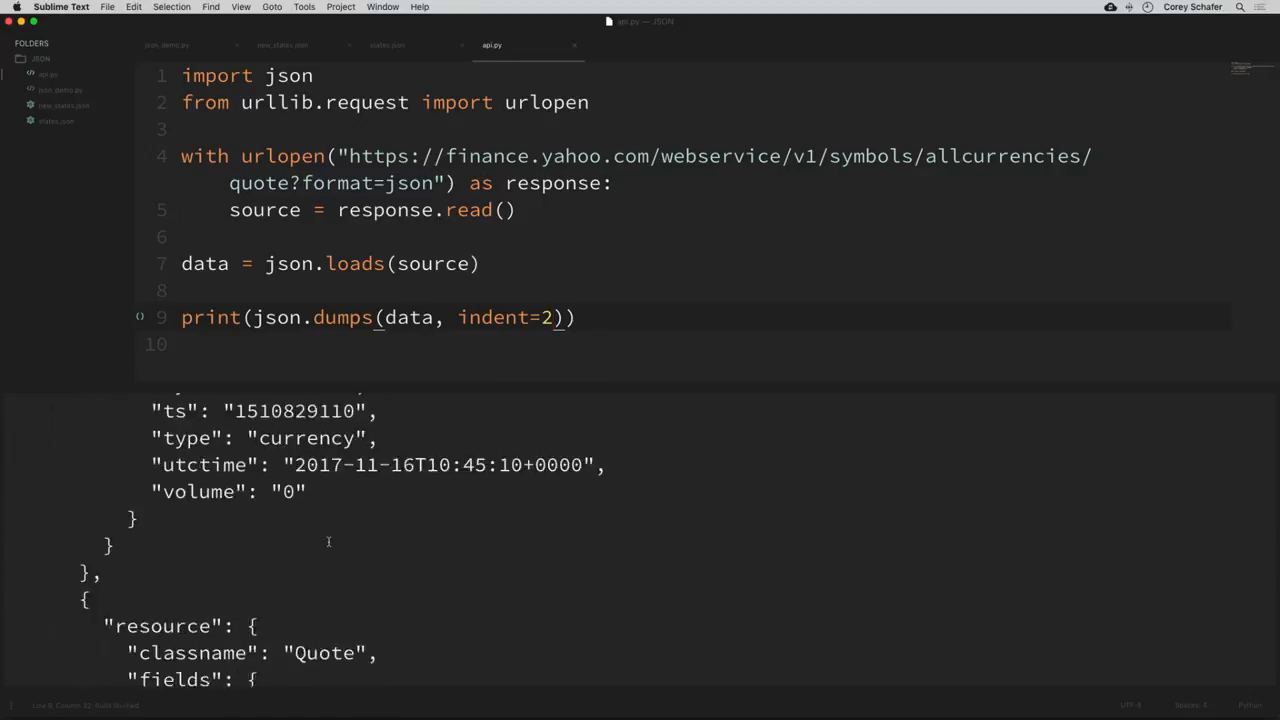 Sublime Text File Edit Selection Find View Goto Tools Project Window Help Corey Schafer
api.py — JSON
FOLDERS
JSON
api.py
json_demo.py
new_states.json
states.json
json_demo.py new_states.json states.json api.py
1 import json
2 from urllib.request import urlopen
3
4 with urlopen("https://finance.yahoo.com/webservice/v1/symbols/allcurrencies/
quote?format=json") as response:
5 source = response.read()
6
7 data = json.loads(source)
8
9 print(json.dumps(data, indent=2))
10
"ts": "1510829110",
"type": "currency",
"utctime": "2017-11-16T10:45:10+0000",
"volume": "0"
}
}
},
{
"resource": {
"classname": "Quote",
"fields": {
Line 9, Column 32; Build finished UTF-8 Spaces: 4 Python